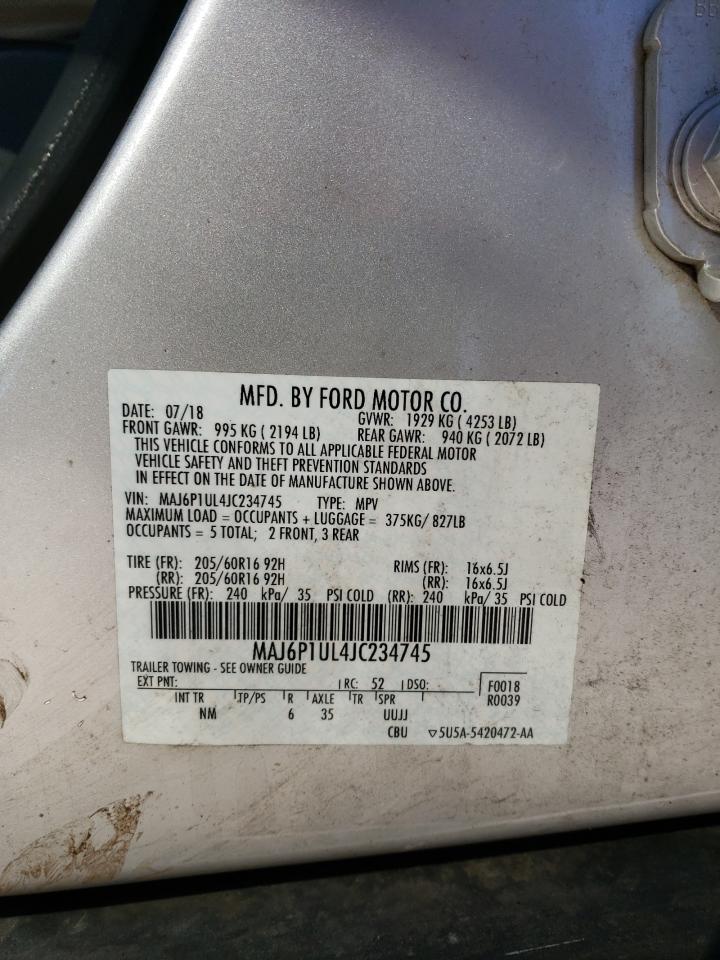 MFD. BY FORD MOTOR CO.
DATE: 07/18 GVWR: 1929 KG ( 4253 LB)
FRONT GAWR: 995 KG ( 2194 LB) REAR GAWR: 940 KG ( 2072 LB)
THIS VEHICLE CONFORMS TO ALL APPLICABLE FEDERAL MOTOR
VEHICLE SAFETY AND THEFT PREVENTION STANDARDS
IN EFFECT ON THE DATE OF MANUFACTURE SHOWN ABOVE.
VIN: MAJ6P1UL4JC234745 TYPE: MPV
MAXIMUM LOAD = OCCUPANTS + LUGGAGE = 375KG/ 827LB
OCCUPANTS = 5 TOTAL; 2 FRONT, 3 REAR
TIRE (FR): 205/60R16 92H RIMS (FR): 16x6.5J
(RR): 205/60R16 92H (RR): 16x6.5J
PRESSURE (FR): 240 kPa/ 35 PSI COLD (RR): 240 kPa/ 35 PSI COLD
MAJ6P1UL4JC234745
TRAILER TOWING - SEE OWNER GUIDE
EXT PNT: RC: 52 DSO: F0018
INT TR TP/PS R AXLE TR SPR R0039
NM 6 35 UUJJ
CBU ▽5U5A-5420472-AA